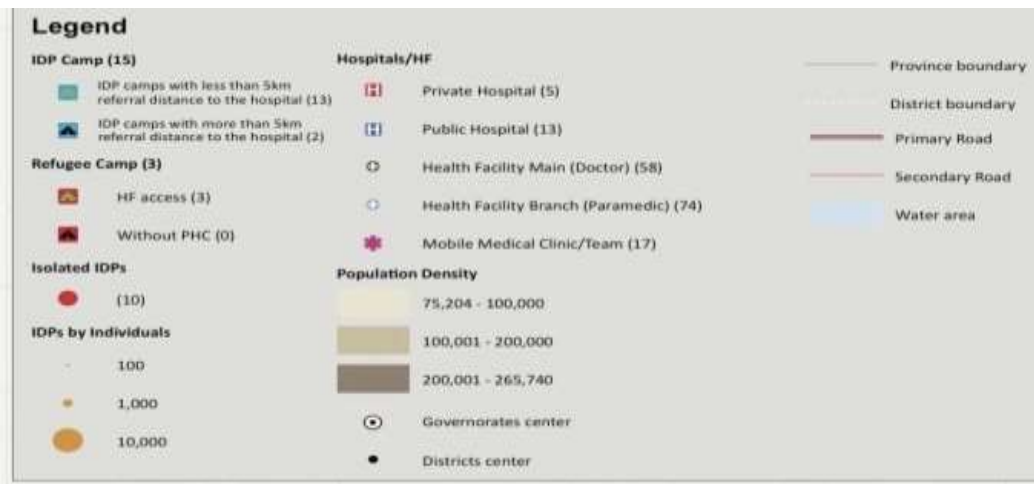 Legend
IDP Camp (15)
IDP camps with less than 5km
referral distance to the hospital (13)
IDP camps with more than 5km
referral distance to the hospital (2)
Refugee Camp (3)
HF access (3)
Without PHC (0)
Isolated IDPs
(10)
IDPs by Individuals
100
1,000
10,000
Hospitals/HF
Private Hospital (5)
Public Hospital (13)
Health Facility Main (Doctor) (58)
Health Facility Branch (Paramedic) (74)
Mobile Medical Clinic/Team (17)
Population Density
75,204 - 100,000
100,001 - 200,000
200,001 - 265,740
Governorates center
Districts center
Province boundary
District boundary
Primary Road
Secondary Road
Water area